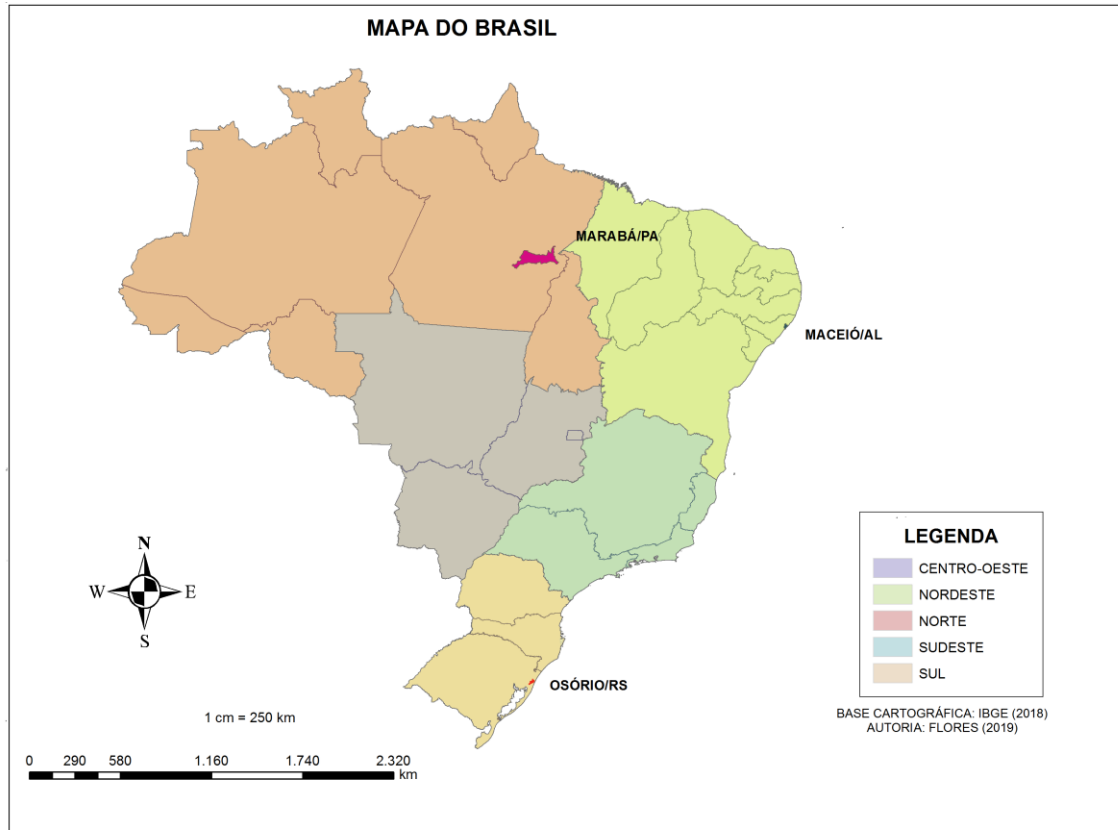 MAPA DO BRASIL
MARABÁ/PA
MACEIÓ/AL
OSÓRIO/RS
N
W E
S
1 cm = 250 km
0 290 580 1.160 1.740 2.320
km
LEGENDA
CENTRO-OESTE
NORDESTE
NORTE
SUDESTE
SUL
BASE CARTOGRÁFICA: IBGE (2018)
AUTORIA: FLORES (2019)